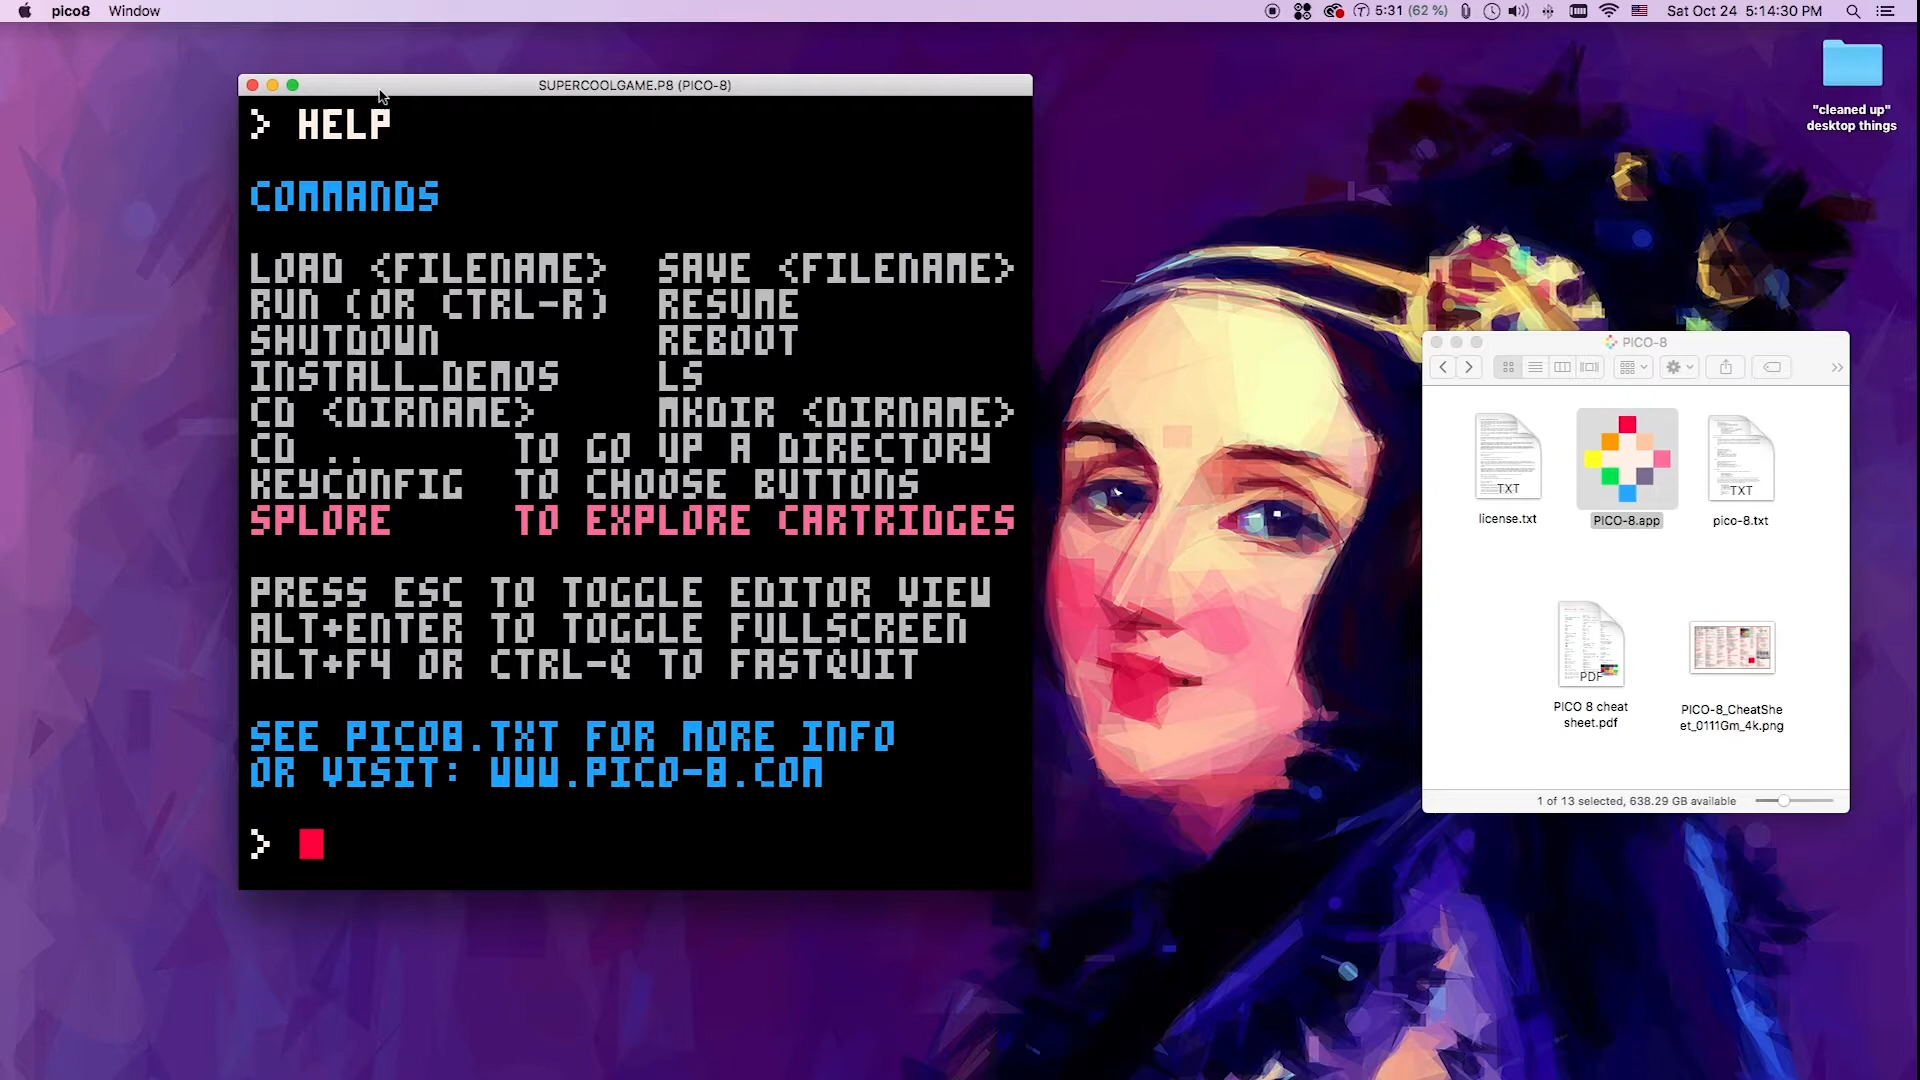 pico8 Window 5:31 (62 %) Sat Oct 24 5:14:30 PM
"cleaned up"
desktop things
SUPERCOOLGAME.P8 (PICO-8)
> HELP
COMMANDS
LOAD <FILENAME> SAVE <FILENAME>
RUN (OR CTRL-R) RESUME
SHUTDOWN REBOOT
INSTALL_DEMOS LS
CD <DIRNAME> MKDIR <DIRNAME>
CD .. TO GO UP A DIRECTORY
KEYCONFIG TO CHOOSE BUTTONS
SPLORE TO EXPLORE CARTRIDGES
PRESS ESC TO TOGGLE EDITOR VIEW
ALT+ENTER TO TOGGLE FULLSCREEN
ALT+F4 OR CTRL-Q TO FASTQUIT
SEE PICO8.TXT FOR MORE INFO
OR VISIT: WWW.PICO-8.COM
>
PICO-8
TXT
license.txt
PICO-8.app
TXT
pico-8.txt
PDF
PICO 8 cheat
sheet.pdf
PICO-8_CheatShe
et_0111Gm_4k.png
1 of 13 selected, 638.29 GB available